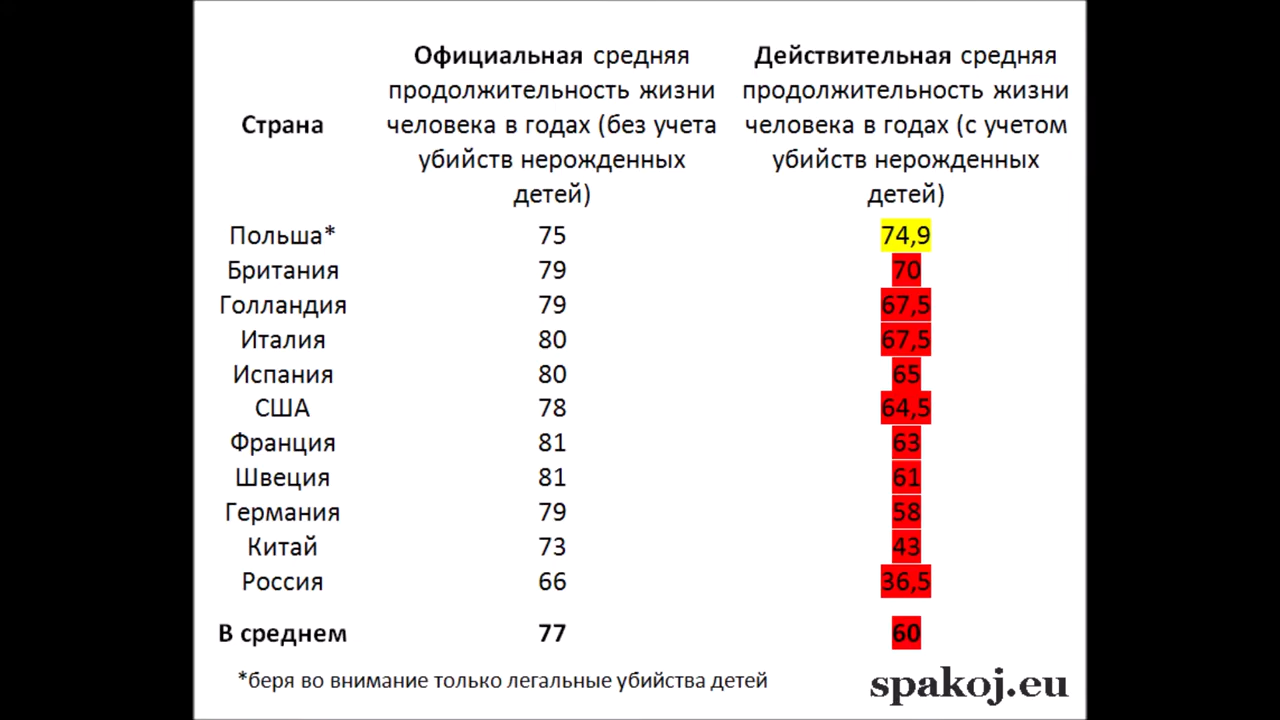 Страна
Официальная средняя
продолжительность жизни
человека в годах (без учета
убийств нерожденных
детей)
Действительная средняя
продолжительность жизни
человека в годах (с учетом
убийств нерожденных
детей)
Польша* 75 74,9
Британия 79 70
Голландия 79 67,5
Италия 80 67,5
Испания 80 65
США 78 64,5
Франция 81 63
Швеция 81 61
Германия 79 58
Китай 73 43
Россия 66 36,5
В среднем 77 60
*беря во внимание только легальные убийства детей
spakoj.eu